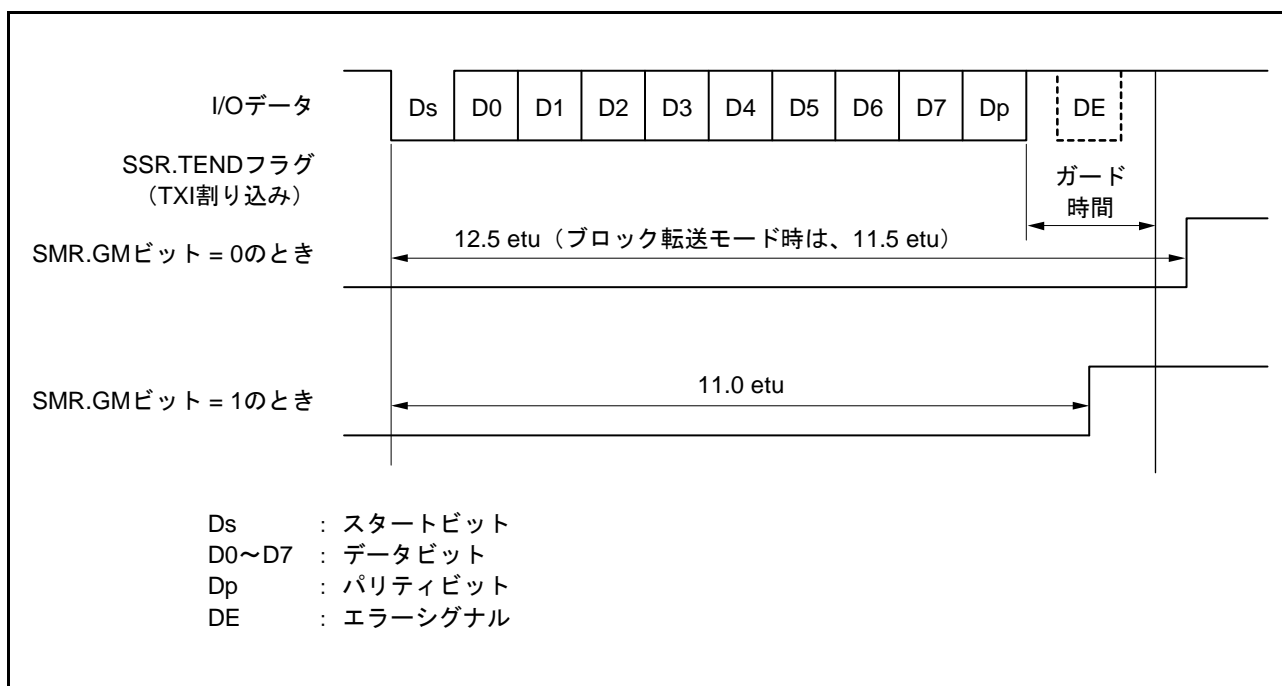 I/Oデータ
Ds D0 D1 D2 D3 D4 D5 D6 D7 Dp DE
SSR.TENDフラグ
（TXI割り込み）
ガード
時間
SMR.GMビット = 0のとき
12.5 etu（ブロック転送モード時は、11.5 etu）
SMR.GMビット = 1のとき
11.0 etu
Ds : スタートビット
D0～D7 : データビット
Dp : パリティビット
DE : エラーシグナル